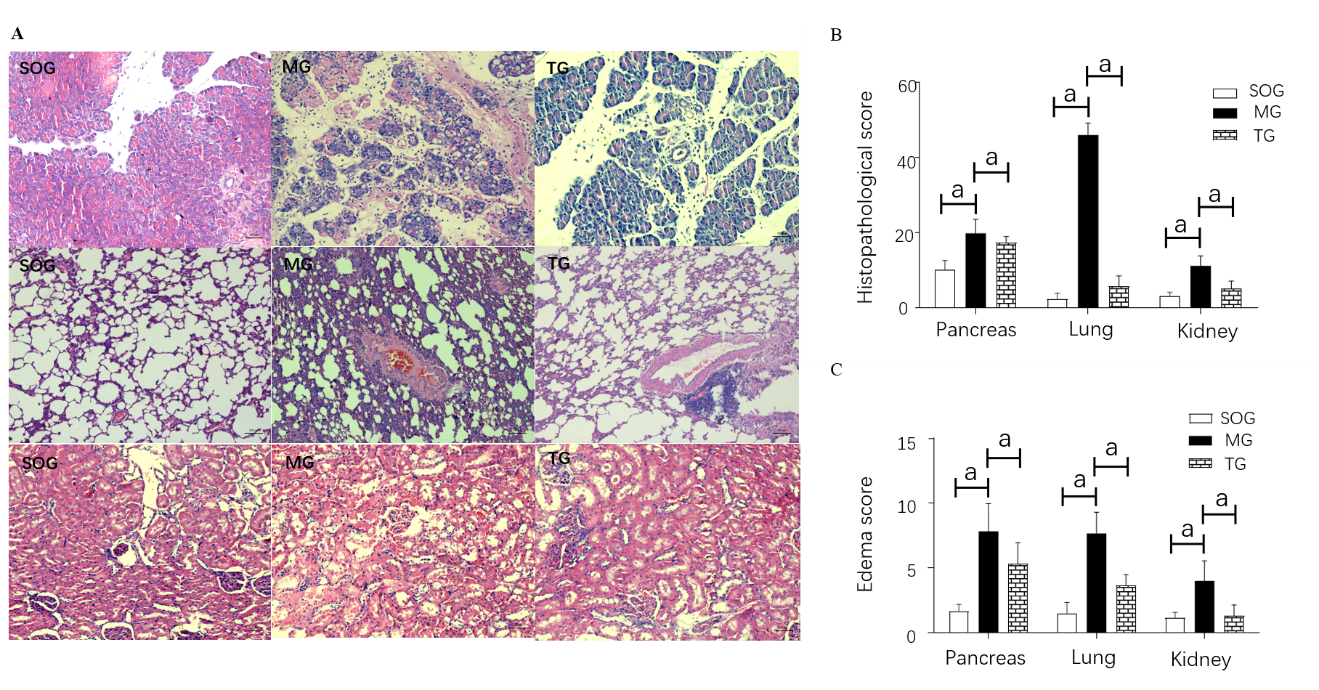 A
SOG MG TG
SOG MG TG
SOG MG TG
B
Histopathological score
60
40
20
0
a a a a a a
SOG
MG
TG
Pancreas Lung Kidney
C
Edema score
15
10
5
0
a a a a a a
SOG
MG
TG
Pancreas Lung Kidney